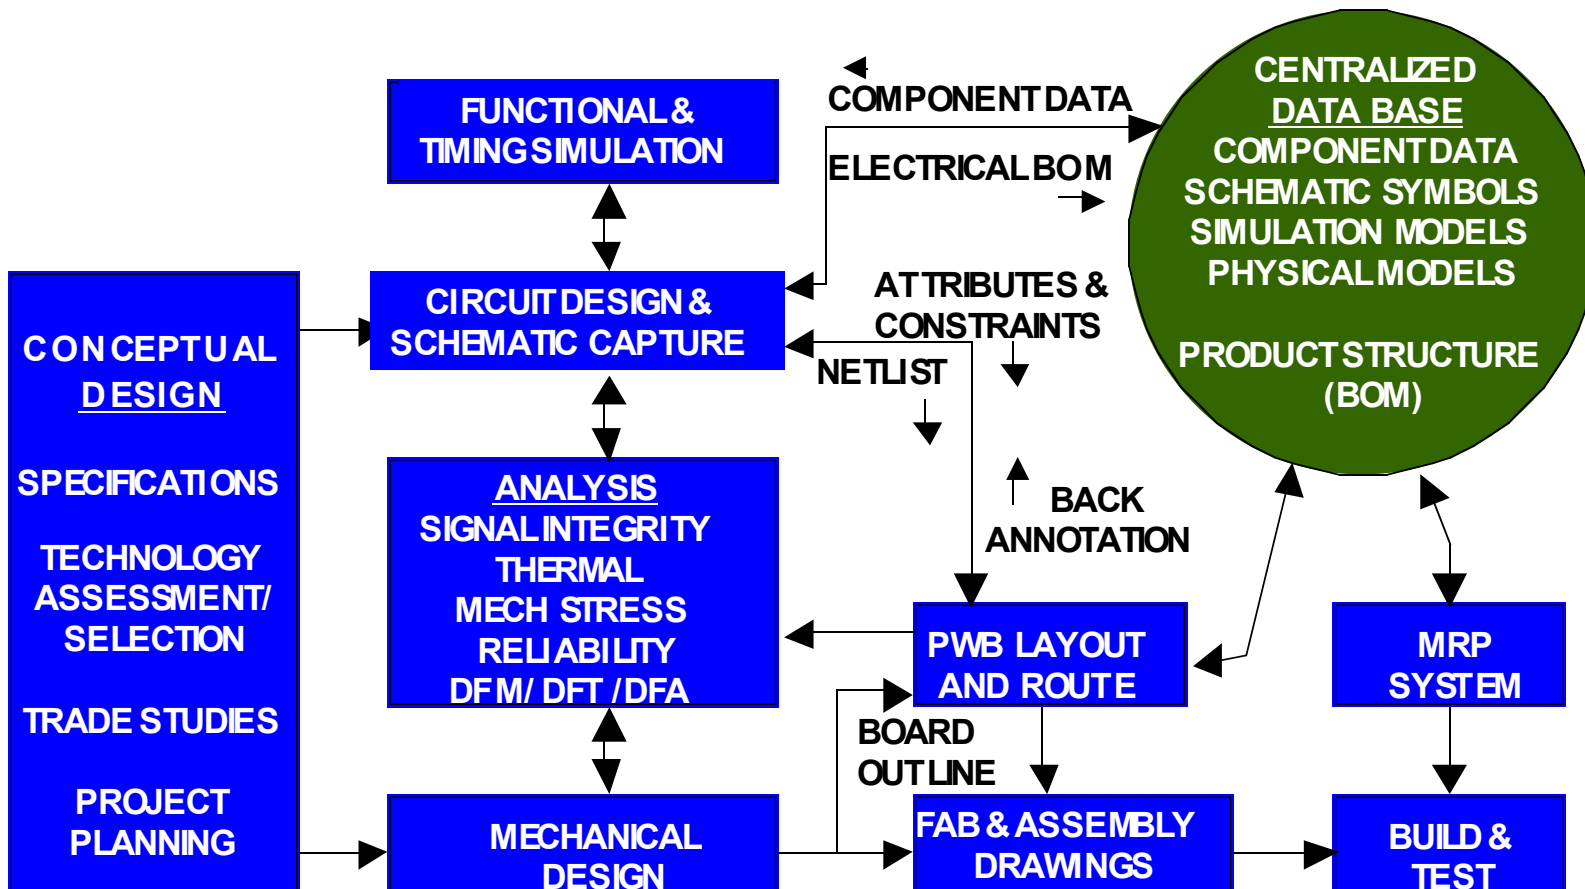 FUNCTIONAL &
TIMING SIMULATION
COMPONENT DATA
ELECTRICAL BOM
CENTRALIZED
DATA BASE
COMPONENT DATA
SCHEMATIC SYMBOLS
SIMULATION MODELS
PHYSICAL MODELS
PRODUCT STRUCTURE
(BOM)
CONCEPTUAL
DESIGN
SPECIFICATIONS
TECHNOLOGY
ASSESSMENT/
SELECTION
TRADE STUDIES
PROJECT
PLANNING
CIRCUIT DESIGN &
SCHEMATIC CAPTURE
ATTRIBUTES &
CONSTRAINTS
NETLIST
BACK
ANNOTATION
ANALYSIS
SIGNAL INTEGRITY
THERMAL
MECH STRESS
RELIABILITY
DFM/ DFT / DFA
PWB LAYOUT
AND ROUTE
MRP
SYSTEM
BOARD
OUTLINE
MECHANICAL
DESIGN
FAB & ASSEMBLY
DRAWINGS
BUILD &
TEST